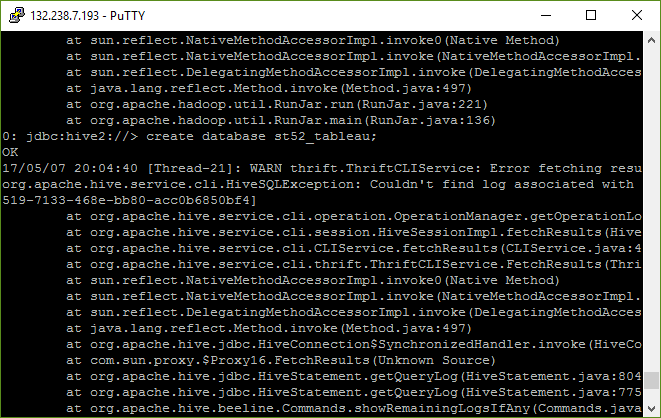 132.238.7.193 - PuTTY
at sun.reflect.NativeMethodAccessorImpl.invoke0(Native Method)
at sun.reflect.NativeMethodAccessorImpl.invoke(NativeMethodAccessorImpl.
at sun.reflect.DelegatingMethodAccessorImpl.invoke(DelegatingMethodAcces
at java.lang.reflect.Method.invoke(Method.java:497)
at org.apache.hadoop.util.RunJar.run(RunJar.java:221)
at org.apache.hadoop.util.RunJar.main(RunJar.java:136)
0: jdbc:hive2://> create database st52_tableau;
OK
17/05/07 20:04:40 [Thread-21]: WARN thrift.ThriftCLIService: Error fetching resu
org.apache.hive.service.cli.HiveSQLException: Couldn't find log associated with
519-7133-468e-bb80-acc0b6850bf4]
at org.apache.hive.service.cli.operation.OperationManager.getOperationLo
at org.apache.hive.service.cli.session.HiveSessionImpl.fetchResults(Hive
at org.apache.hive.service.cli.CLIService.fetchResults(CLIService.java:4
at org.apache.hive.service.cli.thrift.ThriftCLIService.FetchResults(Thri
at sun.reflect.NativeMethodAccessorImpl.invoke0(Native Method)
at sun.reflect.NativeMethodAccessorImpl.invoke(NativeMethodAccessorImpl.
at sun.reflect.DelegatingMethodAccessorImpl.invoke(DelegatingMethodAcces
at java.lang.reflect.Method.invoke(Method.java:497)
at org.apache.hive.jdbc.HiveConnection$SynchronizedHandler.invoke(HiveCo
at com.sun.proxy.$Proxy16.FetchResults(Unknown Source)
at org.apache.hive.jdbc.HiveStatement.getQueryLog(HiveStatement.java:804
at org.apache.hive.jdbc.HiveStatement.getQueryLog(HiveStatement.java:775
at org.apache.hive.beeline.Commands.showRemainingLogsIfAny(Commands.java